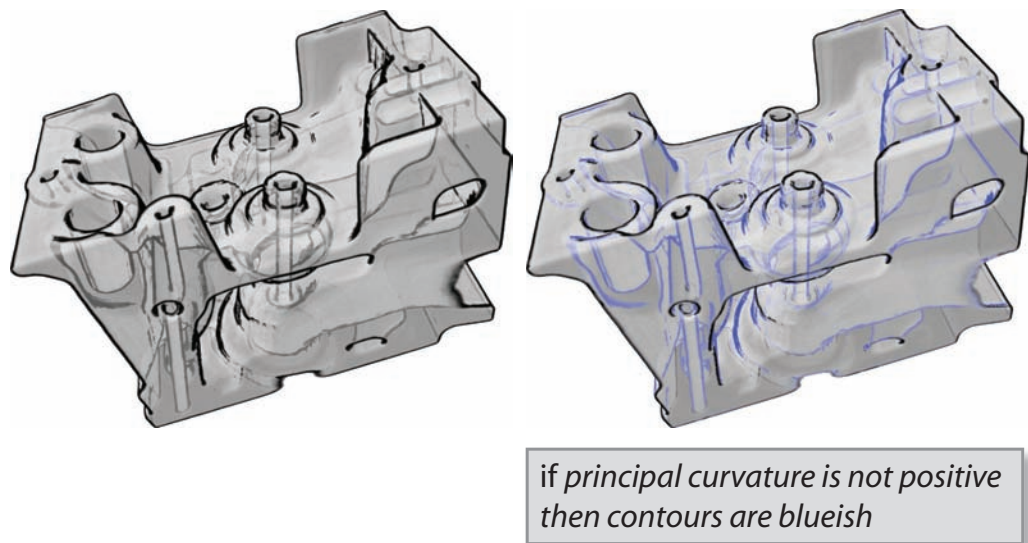 if principal curvature is not positive
then contours are blueish